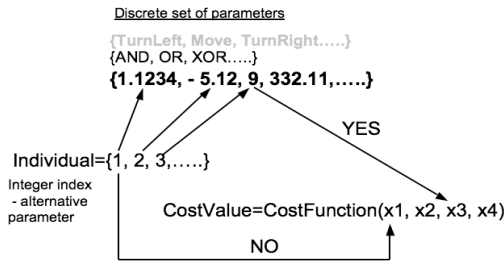 Discrete set of parameters
{TurnLeft, Move, TurnRight.....}
{AND, OR, XOR.....}
{1.1234, - 5.12, 9, 332.11,.....}
YES
Individual={1, 2, 3,.....}
Integer index
- alternative
parameter
CostValue=CostFunction(x1, x2, x3, x4)
NO